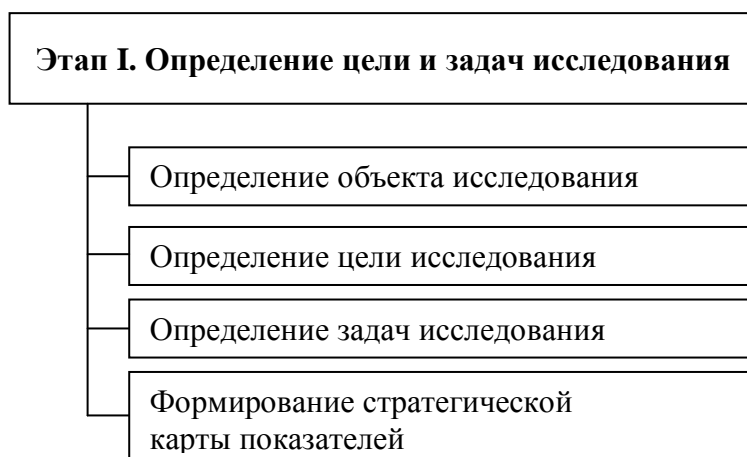 Этап I. Определение цели и задач исследования
Определение объекта исследования
Определение цели исследования
Определение задач исследования
Формирование стратегической
карты показателей